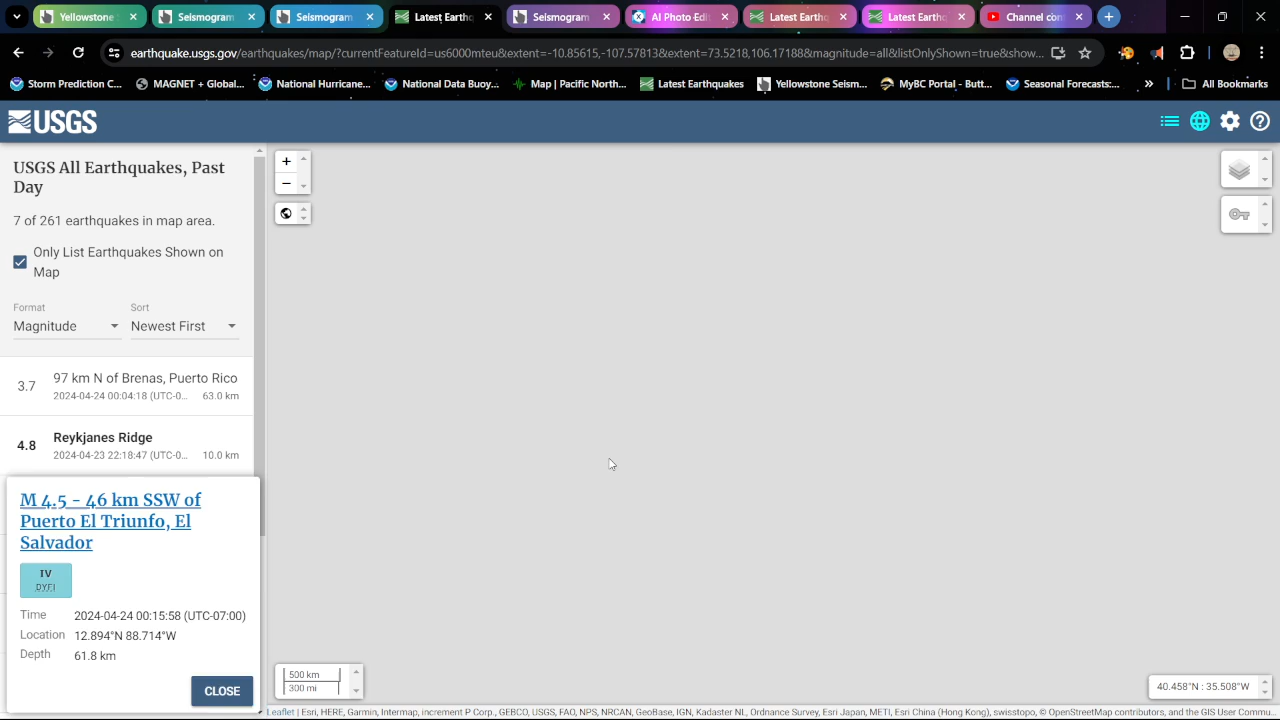 Yellowstone
Seismogram
Seismogram
Latest Earthq
Seismogram
AI Photo Edit
Latest Earthq
Latest Earthq
Channel con
earthquake.usgs.gov/earthquakes/map/?currentFeatureId=us6000mteu&extent=-10.85615,-107.57813&extent=73.5218,106.17188&magnitude=all&listOnlyShown=true&show...
Storm Prediction C...
MAGNET + Global...
National Hurricane...
National Data Buoy...
Map | Pacific North...
Latest Earthquakes
Yellowstone Seism...
MyBC Portal - Butt...
Seasonal Forecasts:...
»
All Bookmarks
USGS
USGS All Earthquakes, Past
Day
7 of 261 earthquakes in map area.
Only List Earthquakes Shown on
Map
Format
Sort
Magnitude
Newest First
3.7
97 km N of Brenas, Puerto Rico
2024-04-24 00:04:18 (UTC-0...
63.0 km
4.8
Reykjanes Ridge
2024-04-23 22:18:47 (UTC-0...
10.0 km
M 4.5 - 46 km SSW of
Puerto El Triunfo, El
Salvador
IV
DYFI
Time 2024-04-24 00:15:58 (UTC-07:00)
Location 12.894°N 88.714°W
Depth 61.8 km
CLOSE
+
−
500 km
300 mi
40.458°N : 35.508°W
Leaflet | Esri, HERE, Garmin, Intermap, increment P Corp., GEBCO, USGS, FAO, NPS, NRCAN, GeoBase, IGN, Kadaster NL, Ordnance Survey, Esri Japan, METI, Esri China (Hong Kong), swisstopo, © OpenStreetMap contributors, and the GIS User Commu...